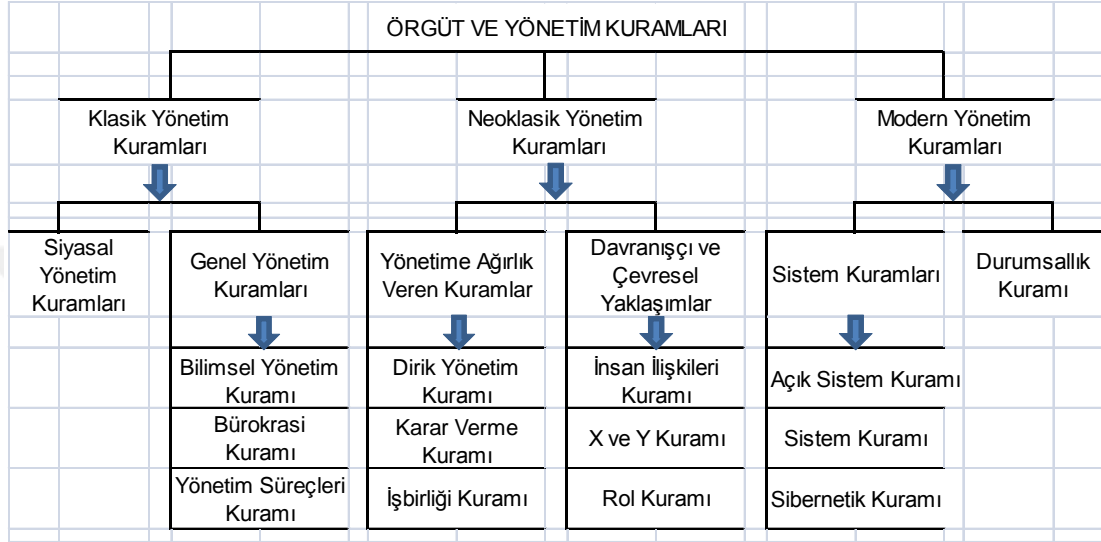 ÖRGÜT VE YÖNETİM KURAMLARI
Klasik Yönetim
Kuramları
Neoklasik Yönetim
Kuramları
Modern Yönetim
Kuramları
Siyasal
Yönetim
Kuramları
Genel Yönetim
Kuramları
Yönetime Ağırlık
Veren Kuramlar
Davranışçı ve
Çevresel
Yaklaşımlar
Sistem Kuramları
Durumsallık
Kuramı
Bilimsel Yönetim
Kuramı
Dirik Yönetim
Kuramı
İnsan İlişkileri
Kuramı
Açık Sistem Kuramı
Bürokrasi
Kuramı
Karar Verme
Kuramı
X ve Y Kuramı
Sistem Kuramı
Yönetim Süreçleri
Kuramı
İşbirliği Kuramı
Rol Kuramı
Sibernetik Kuramı